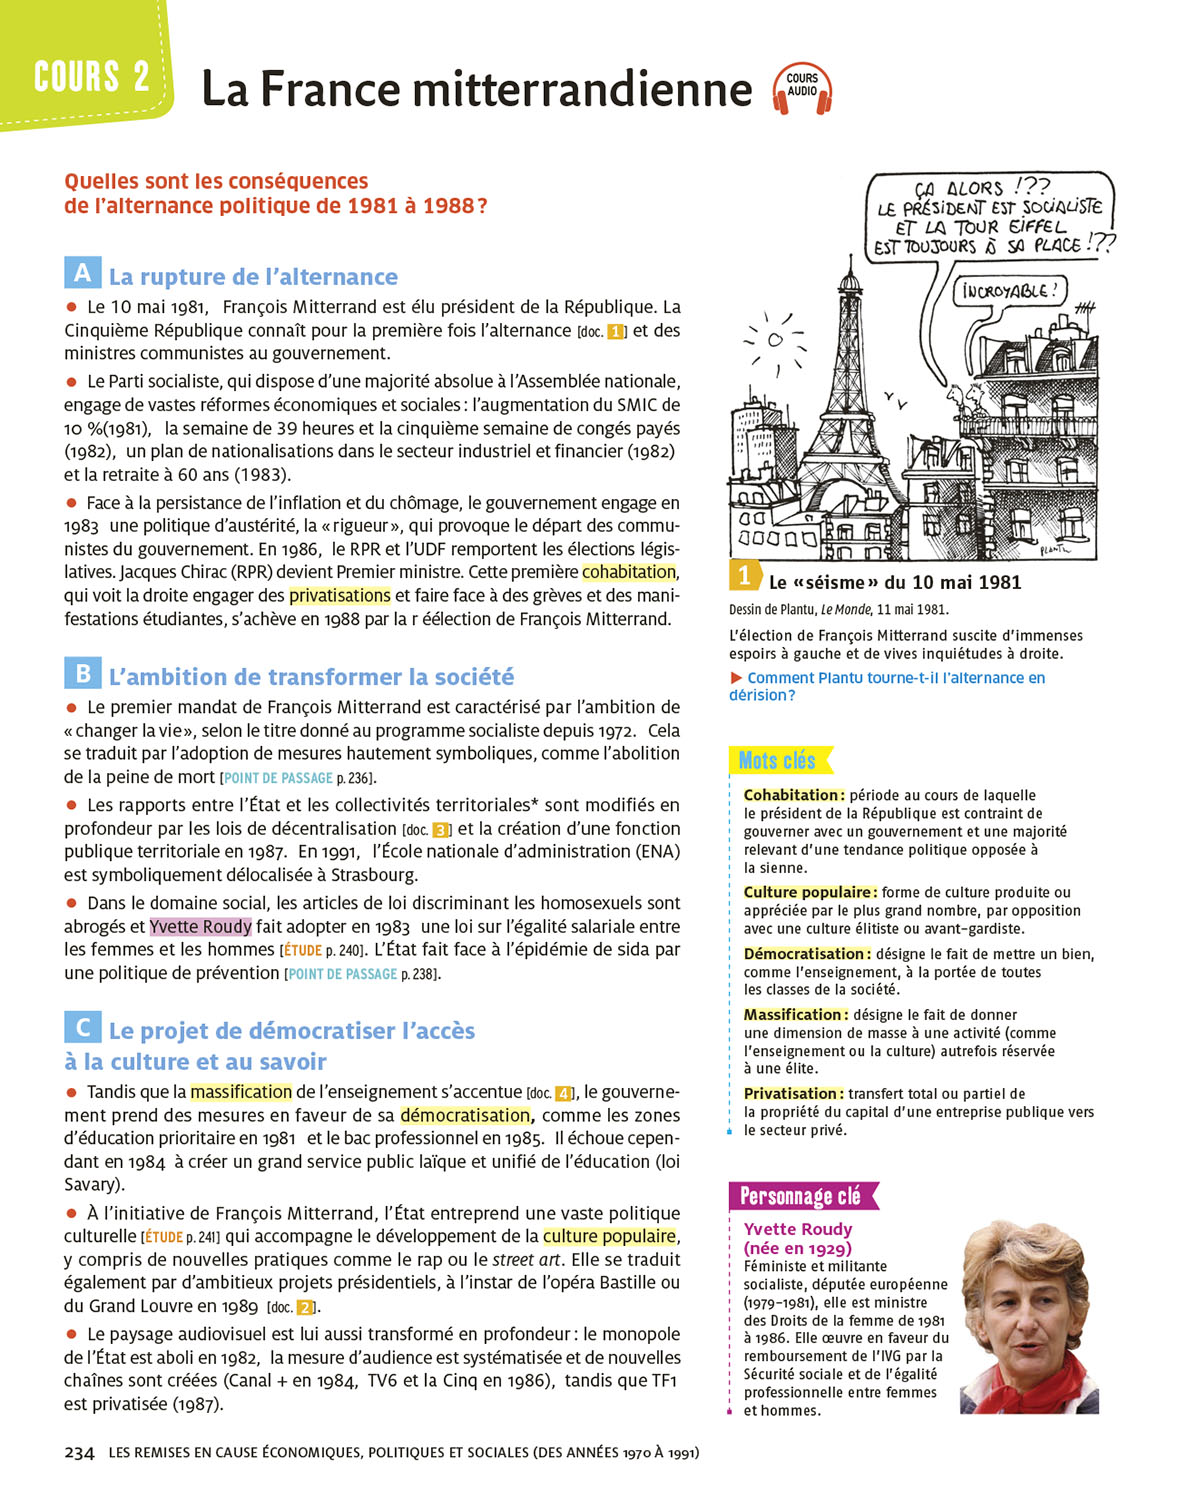 COURS 2
La France mitterrandienne
COURS
AUDIO
Quelles sont les conséquences
de l'alternance politique de 1981 à 1988 ?
A La rupture de l'alternance
• Le 10 mai 1981, François Mitterrand est élu président de la République. La
Cinquième République connaît pour la première fois l'alternance [doc. 1] et des
ministres communistes au gouvernement.
• Le Parti socialiste, qui dispose d'une majorité absolue à l'Assemblée nationale,
engage de vastes réformes économiques et sociales : l'augmentation du SMIC de
10 %(1981), la semaine de 39 heures et la cinquième semaine de congés payés
(1982), un plan de nationalisations dans le secteur industriel et financier (1982)
et la retraite à 60 ans (1983).
• Face à la persistance de l'inflation et du chômage, le gouvernement engage en
1983 une politique d'austérité, la « rigueur », qui provoque le départ des commu-
nistes du gouvernement. En 1986, le RPR et l'UDF remportent les élections légis-
latives. Jacques Chirac (RPR) devient Premier ministre. Cette première cohabitation,
qui voit la droite engager des privatisations et faire face à des grèves et des mani-
festations étudiantes, s'achève en 1988 par la r éélection de François Mitterrand.
B L'ambition de transformer la société
• Le premier mandat de François Mitterrand est caractérisé par l'ambition de
« changer la vie », selon le titre donné au programme socialiste depuis 1972. Cela
se traduit par l'adoption de mesures hautement symboliques, comme l'abolition
de la peine de mort [POINT DE PASSAGE p. 236].
• Les rapports entre l'État et les collectivités territoriales* sont modifiés en
profondeur par les lois de décentralisation [doc. 3] et la création d'une fonction
publique territoriale en 1987. En 1991, l'École nationale d'administration (ENA)
est symboliquement délocalisée à Strasbourg.
• Dans le domaine social, les articles de loi discriminant les homosexuels sont
abrogés et Yvette Roudy fait adopter en 1983 une loi sur l'égalité salariale entre
les femmes et les hommes [ÉTUDE p. 240]. L'État fait face à l'épidémie de sida par
une politique de prévention [POINT DE PASSAGE p. 238].
C Le projet de démocratiser l'accès
à la culture et au savoir
• Tandis que la massification de l'enseignement s'accentue [doc. 4], le gouverne-
ment prend des mesures en faveur de sa démocratisation, comme les zones
d'éducation prioritaire en 1981 et le bac professionnel en 1985. Il échoue cepen-
dant en 1984 à créer un grand service public laïque et unifié de l'éducation (loi
Savary).
• À l'initiative de François Mitterrand, l'État entreprend une vaste politique
culturelle [ÉTUDE p. 241] qui accompagne le développement de la culture populaire,
y compris de nouvelles pratiques comme le rap ou le street art. Elle se traduit
également par d'ambitieux projets présidentiels, à l'instar de l'opéra Bastille ou
du Grand Louvre en 1989 [doc. 2].
• Le paysage audiovisuel est lui aussi transformé en profondeur : le monopole
de l'État est aboli en 1982, la mesure d'audience est systématisée et de nouvelles
chaînes sont créées (Canal + en 1984, TV6 et la Cinq en 1986), tandis que TF1
est privatisée (1987).
ÇA ALORS !??
LE PRÉSIDENT EST SOCIALISTE
ET LA TOUR EIFFEL
EST TOUJOURS À SA PLACE !??
INCROYABLE !
PLANTU
1 Le « séisme » du 10 mai 1981
Dessin de Plantu, Le Monde, 11 mai 1981.
L'élection de François Mitterrand suscite d'immenses
espoirs à gauche et de vives inquiétudes à droite.
▶ Comment Plantu tourne-t-il l'alternance en
dérision ?
Mots clés
Cohabitation : période au cours de laquelle
le président de la République est contraint de
gouverner avec un gouvernement et une majorité
relevant d'une tendance politique opposée à
la sienne.
Culture populaire : forme de culture produite ou
appréciée par le plus grand nombre, par opposition
avec une culture élitiste ou avant-gardiste.
Démocratisation : désigne le fait de mettre un bien,
comme l'enseignement, à la portée de toutes
les classes de la société.
Massification : désigne le fait de donner
une dimension de masse à une activité (comme
l'enseignement ou la culture) autrefois réservée
à une élite.
Privatisation : transfert total ou partiel de
la propriété du capital d'une entreprise publique vers
le secteur privé.
Personnage clé
Yvette Roudy
(née en 1929)
Féministe et militante
socialiste, députée européenne
(1979-1981), elle est ministre
des Droits de la femme de 1981
à 1986. Elle œuvre en faveur du
remboursement de l'IVG par la
Sécurité sociale et de l'égalité
professionnelle entre femmes
et hommes.
234 LES REMISES EN CAUSE ÉCONOMIQUES, POLITIQUES ET SOCIALES (DES ANNÉES 1970 À 1991)